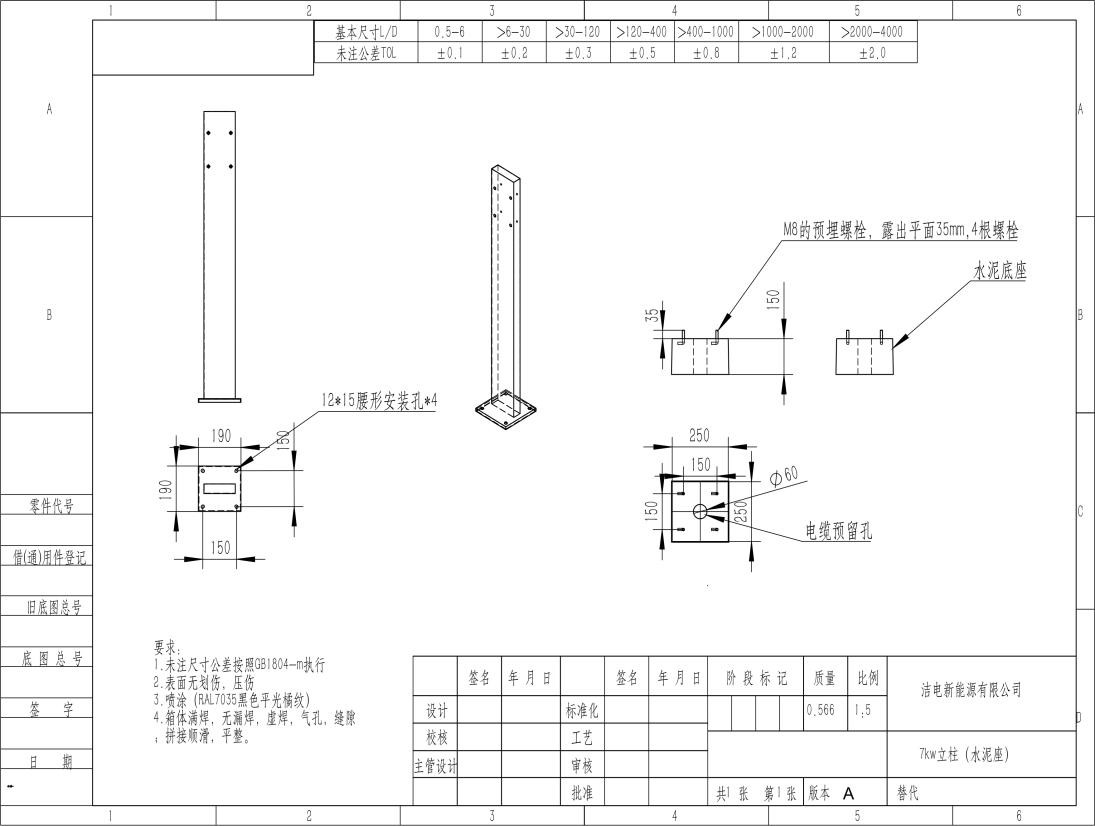 1 2 3 4 5 6
基本尺寸L/D 0.5-6 >6-30 >30-120 >120-400 >400-1000 >1000-2000 >2000-4000
未注公差TOL ±0.1 ±0.2 ±0.3 ±0.5 ±0.8 ±1.2 ±2.0
A A
M8的预埋螺栓，露出平面35mm,4根螺栓
水泥底座
B B
35
150
12*15腰形安装孔*4
190
150
190
150
250
150
Ø60
150
250
电缆预留孔
C
零件代号
借(通)用件登记
旧底图总号
底图总号
签字
日期
要求：
1.未注尺寸公差按照GB1804-m执行
2.表面无划伤，压伤
3.喷涂（RAL7035黑色平光橘纹）
4.箱体满焊，无漏焊，虚焊，气孔，缝隙
；拼接顺滑，平整。
签名 年月日 签名 年月日 阶段标记 质量 比例 洁电新能源有限公司
设计 标准化 0.566 1.5
D
校核 工艺
主管设计 审核 7kw立柱（水泥座）
批准 共1张 第1张 版本 A 替代
1 2 3 4 5 6